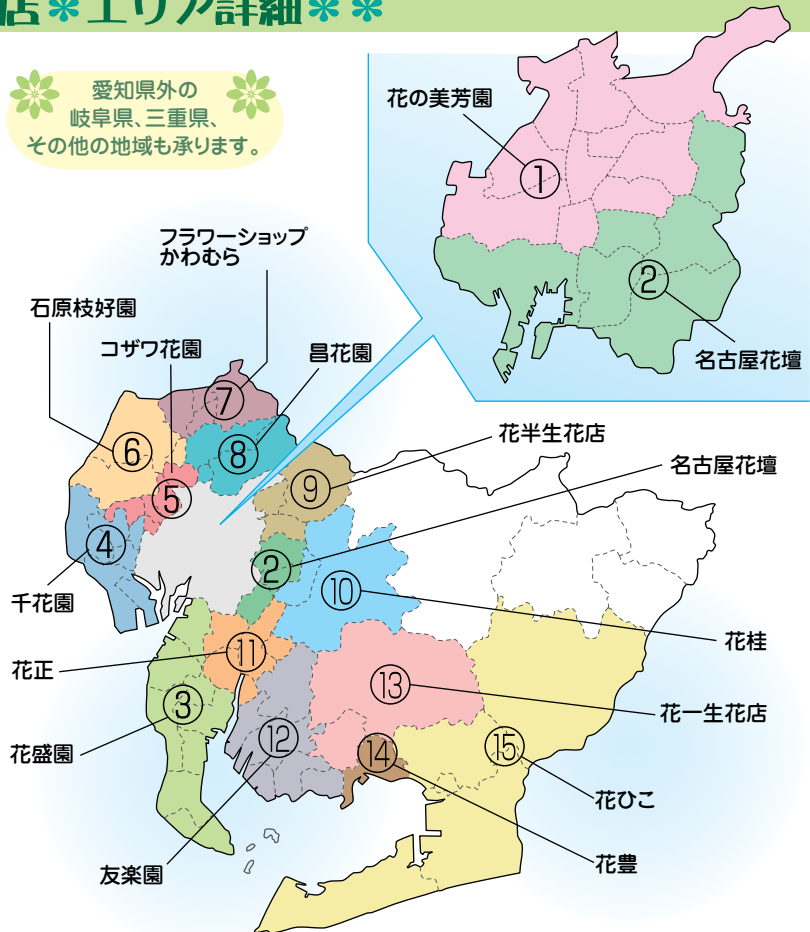 店＊エリア詳細＊＊
愛知県外の
岐阜県、三重県、
その他の地域も承ります。
花の美芳園
①
②
名古屋花壇
フラワーショップ
かわむら
石原枝好園
コザワ花園
昌花園
⑦
⑥
⑧
花半生花店
⑤
⑨
名古屋花壇
④
②
⑩
千花園
花桂
花正
⑪
⑬
③
花一生花店
花盛園
⑫
⑭
⑮
花ひこ
友楽園
花豊